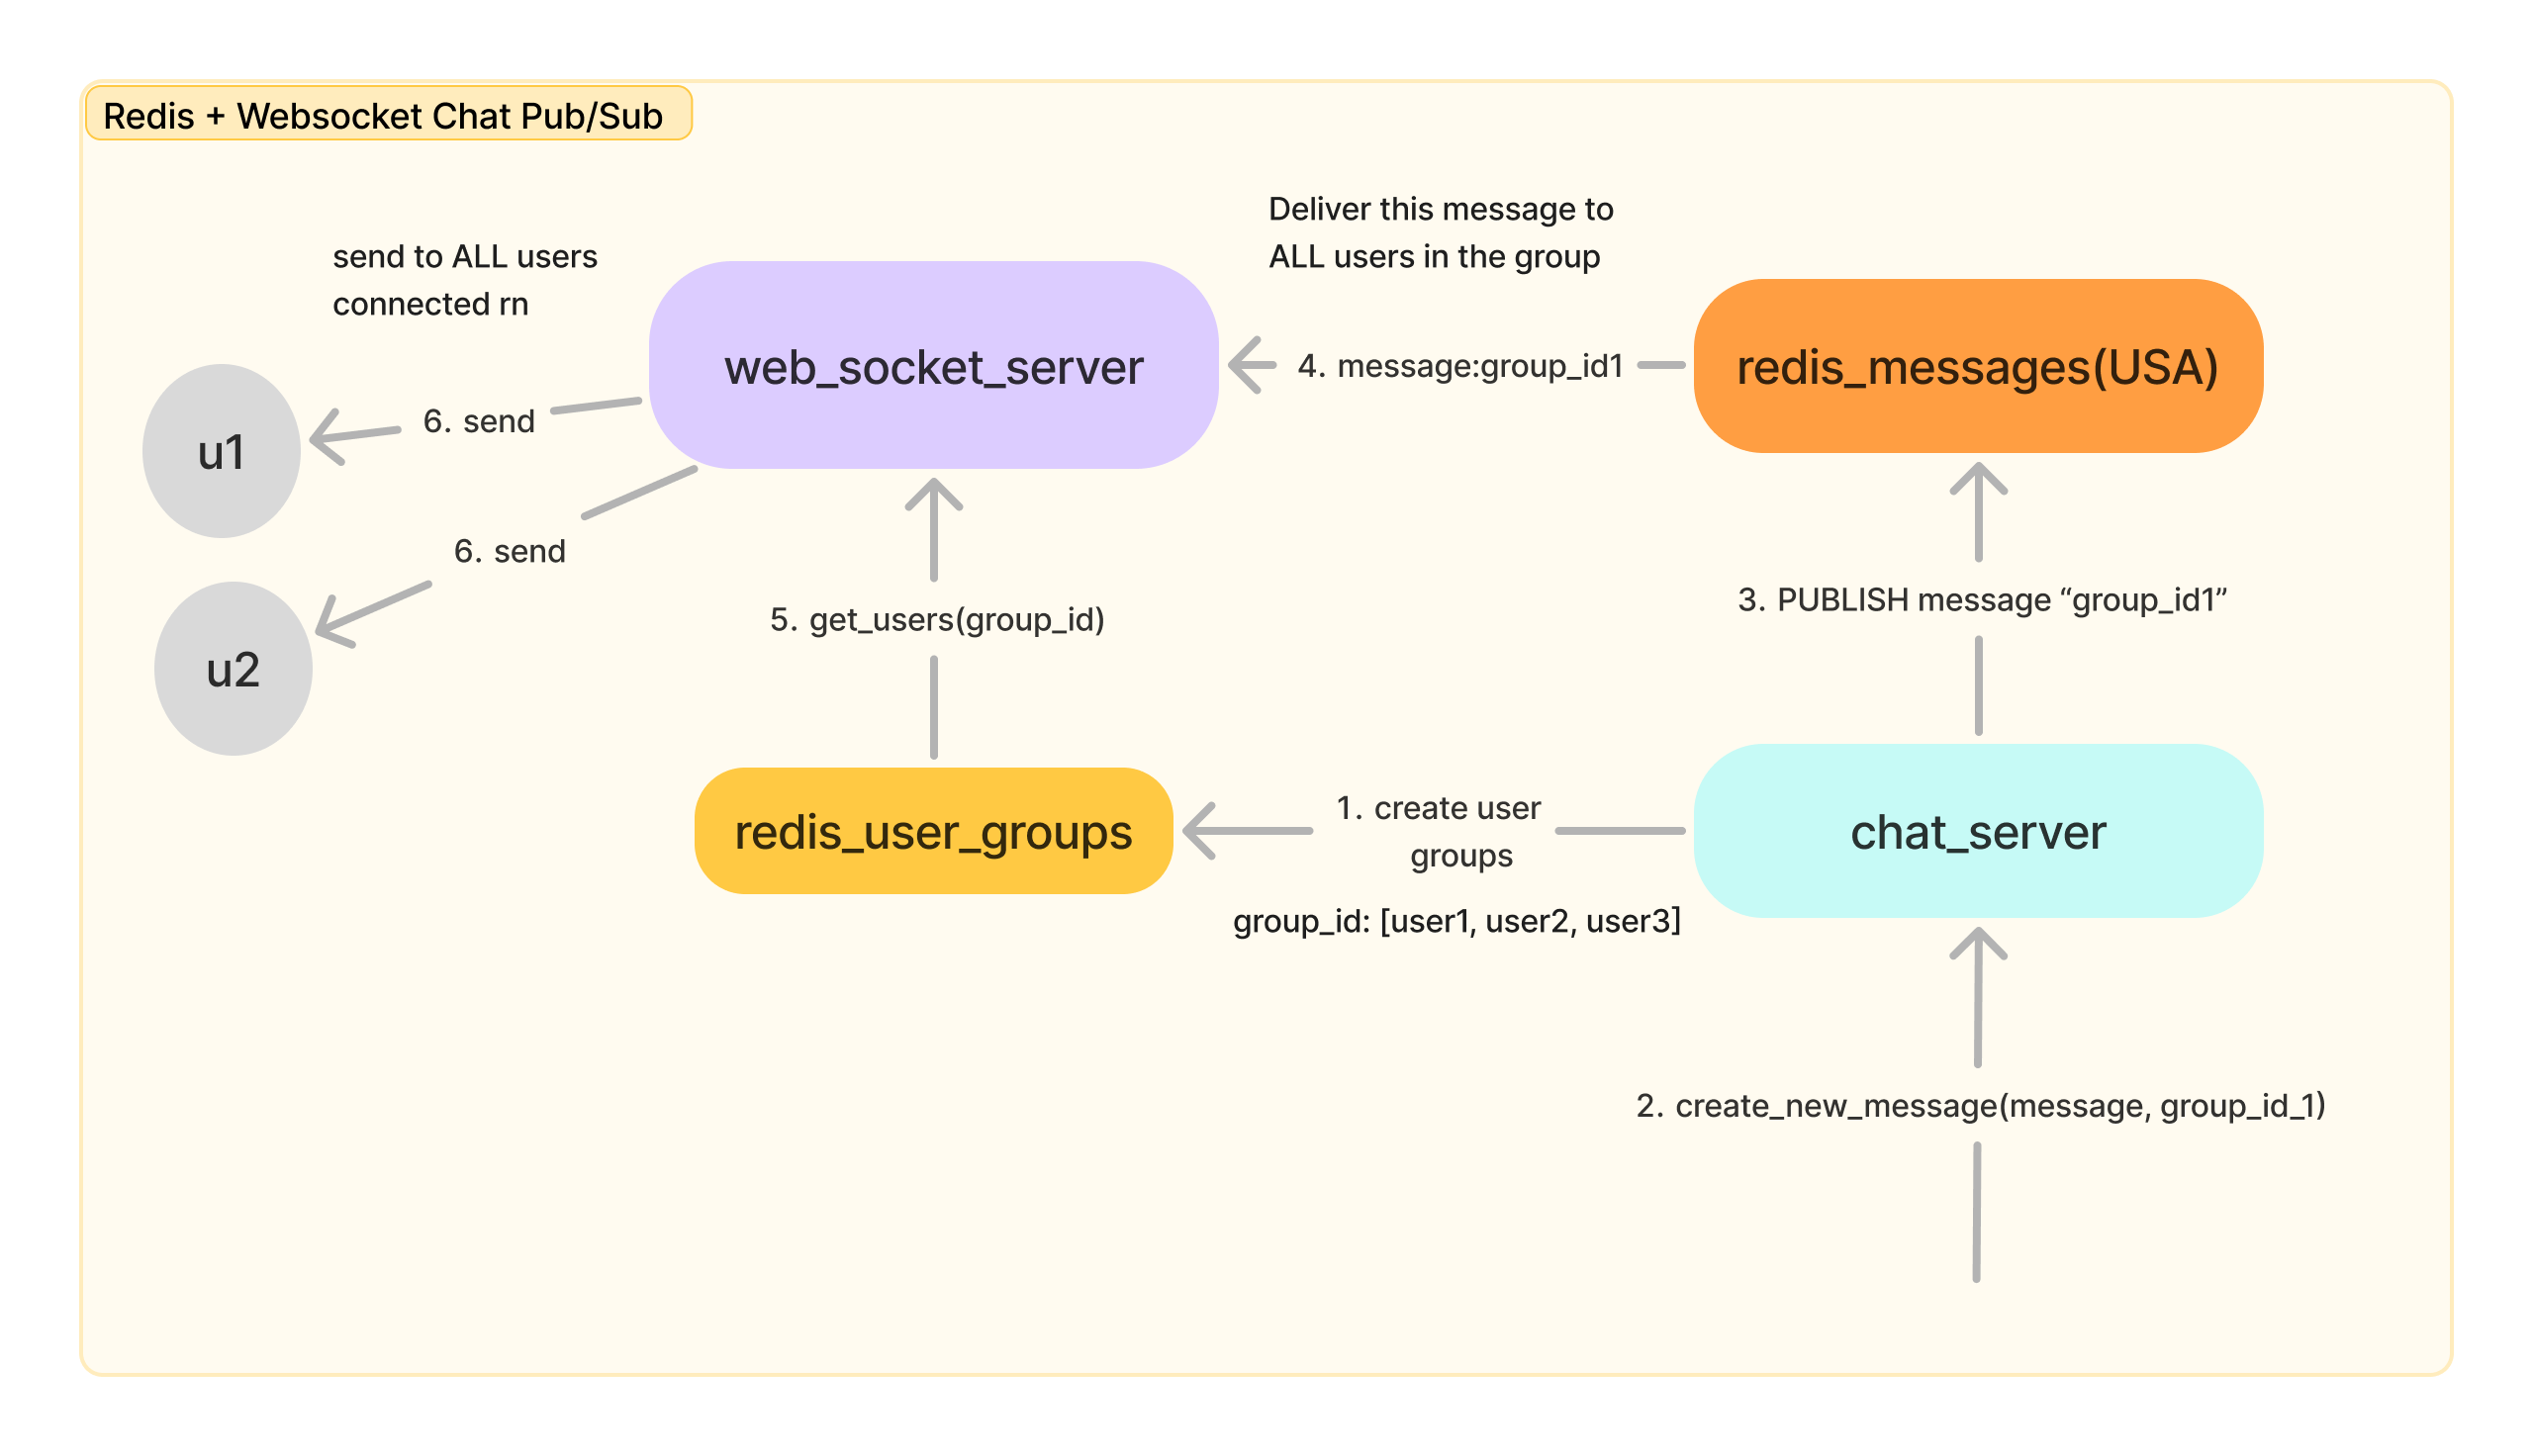 Redis + Websocket Chat Pub/Sub
Deliver this message to
ALL users in the group
send to ALL users
connected rn
web_socket_server
4. message:group_id1
redis_messages(USA)
6. send
u1
6. send
u2
5. get_users(group_id)
3. PUBLISH message “group_id1”
redis_user_groups
1. create user
groups
chat_server
group_id: [user1, user2, user3]
2. create_new_message(message, group_id_1)